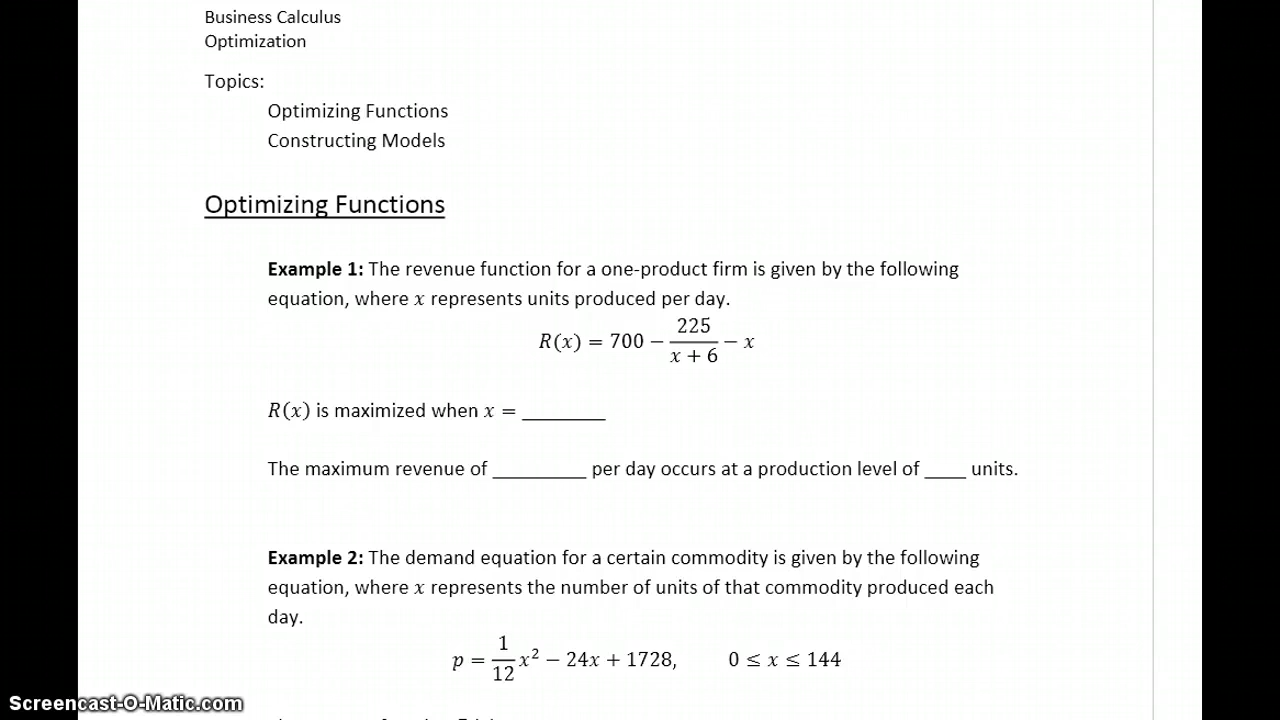 Business Calculus
Optimization
Topics:
Optimizing Functions
Constructing Models
Optimizing Functions
Example 1: The revenue function for a one-product firm is given by the following
equation, where x represents units produced per day.
R(x) = 700 − 225/(x + 6) − x
R(x) is maximized when x = ________
The maximum revenue of _________ per day occurs at a production level of ____ units.
Example 2: The demand equation for a certain commodity is given by the following
equation, where x represents the number of units of that commodity produced each
day.
p = 1/12 x² − 24x + 1728, 0 ≤ x ≤ 144
Screencast-O-Matic.com